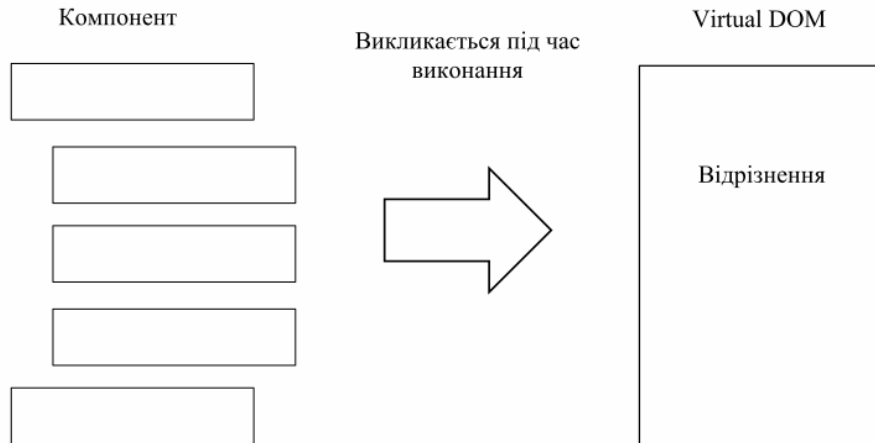 Компонент
Викликається під час
виконання
Virtual DOM
Відрізнення